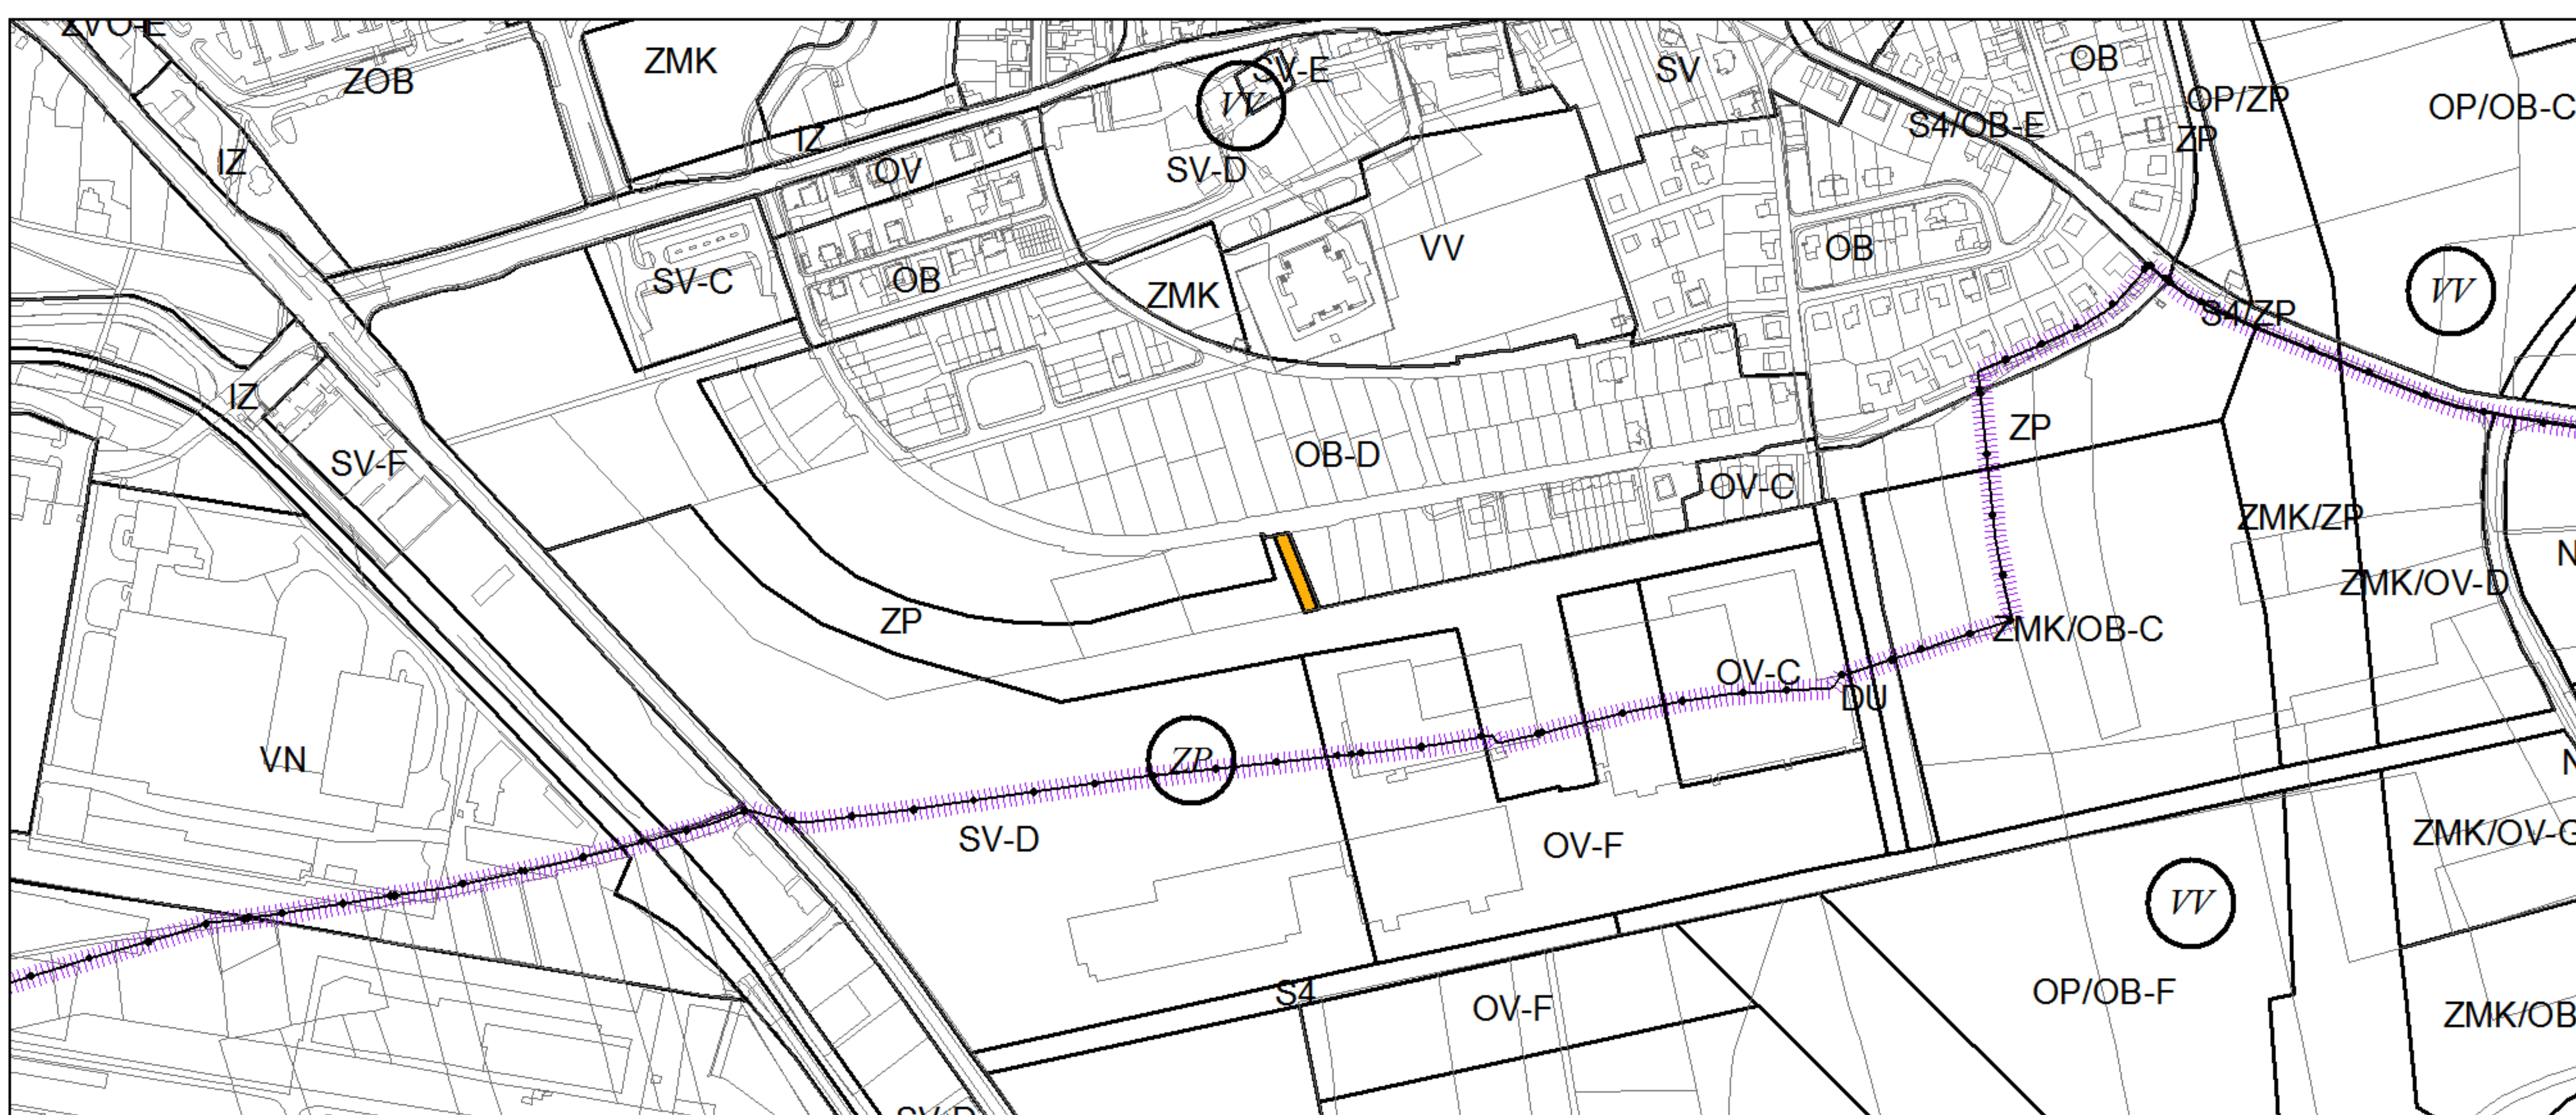 ZVO-E
ZOB
ZMK
IZ
IZ
OV
SV-E
VV
SV-D
SV
OB
OP/ZP
ZP
OP/OB-C
S4/OB-E
SV-C
OB
ZMK
VV
OB
VV
S4/ZP
IZ
SV-F
OB-D
OV-C
ZP
ZMK/ZP
ZMK/OV-D
N
ZP
ZMK/OB-C
OV-C
DU
VN
ZP
SV-D
OV-F
N
ZMK/OV-G
VV
S4
OV-F
OP/OB-F
ZMK/OB
SV-D